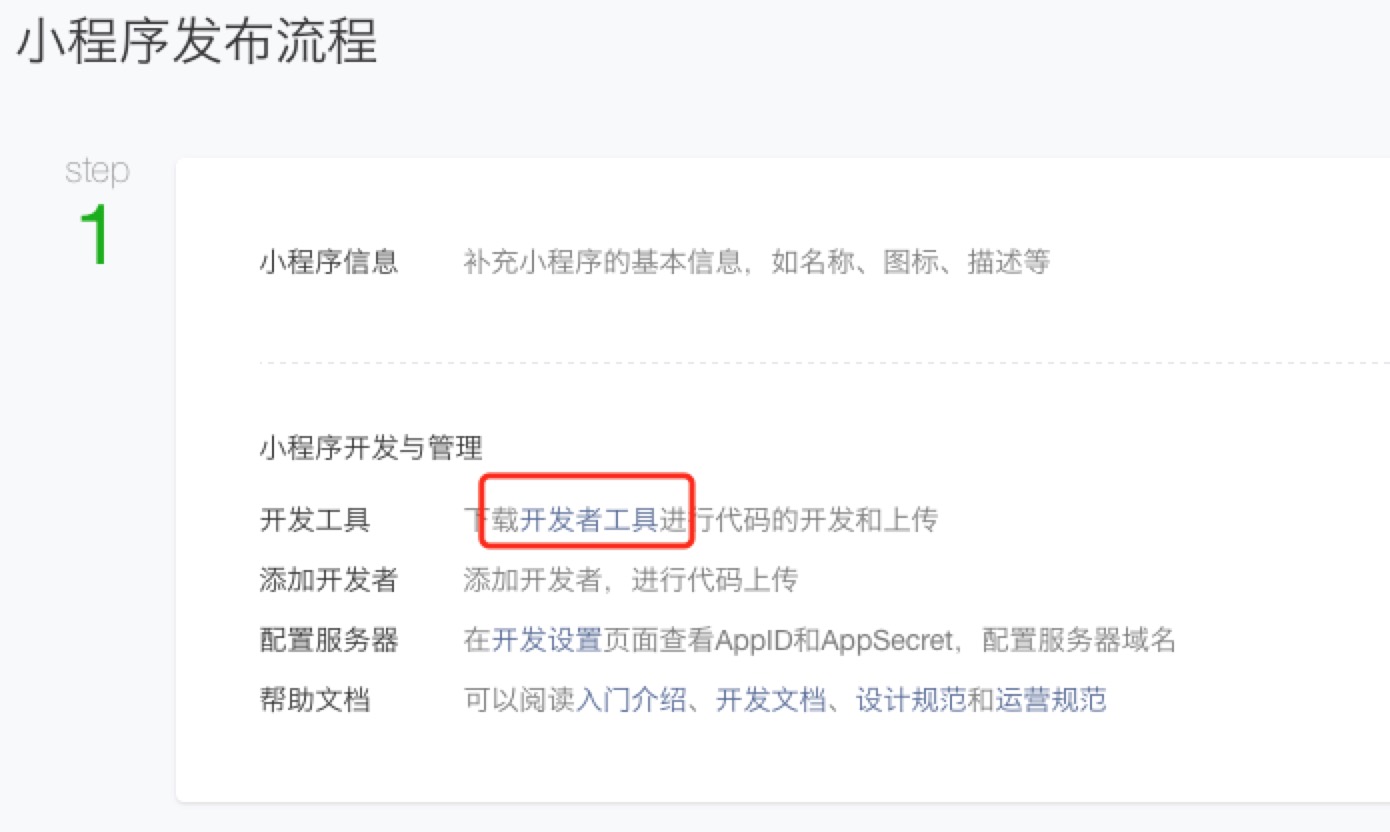 小程序发布流程
step
1
小程序信息 补充小程序的基本信息，如名称、图标、描述等
小程序开发与管理
开发工具 下载开发者工具进行代码的开发和上传
添加开发者 添加开发者，进行代码上传
配置服务器 在开发设置页面查看AppID和AppSecret，配置服务器域名
帮助文档 可以阅读入门介绍、开发文档、设计规范和运营规范